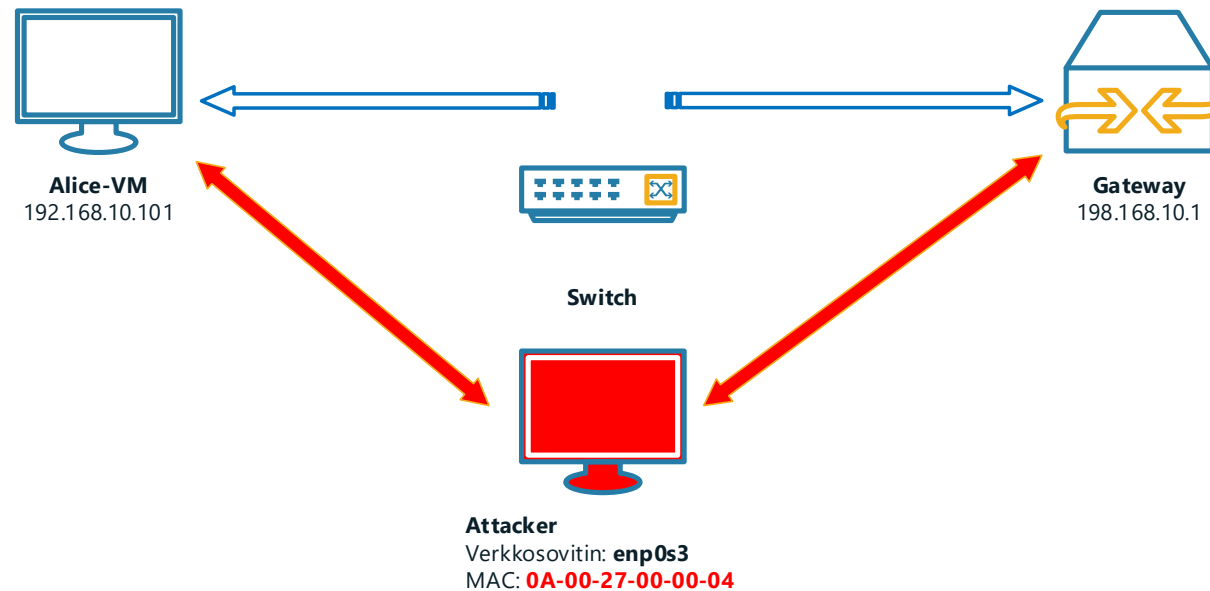 Alice-VM
192.168.10.101
Gateway
198.168.10.1
Switch
Attacker
Verkkosovitin: enp0s3
MAC: 0A-00-27-00-00-04